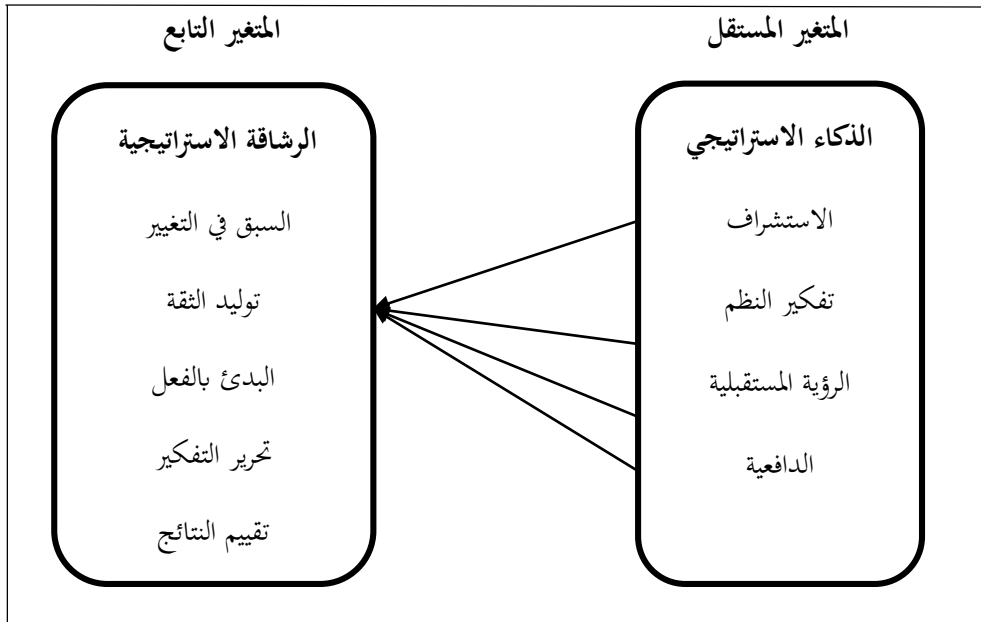 المتغير المستقل
المتغير التابع
الذكاء الاستراتيجي
الاستشراف
تفكير النظم
الرؤية المستقبلية
الدافعية
الرشاقة الاستراتيجية
السبق في التغيير
توليد الثقة
البدئ بالفعل
تحرير التفكير
تقييم النتائج